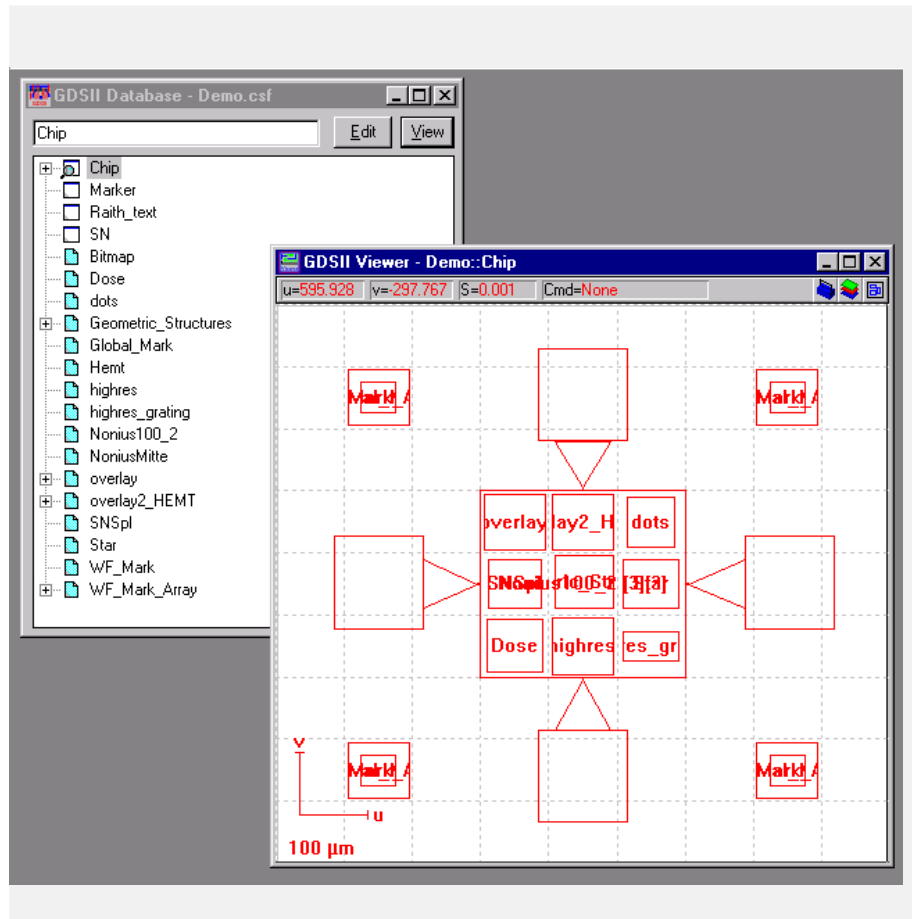 GDSII Database - Demo.csf
Chip
Edit
View
Chip
Marker
Raith_text
SN
Bitmap
Dose
dots
Geometric_Structures
Global_Mark
Hemt
highres
highres_grating
Nonius100_2
NoniusMitte
overlay
overlay2_HEMT
SNSpl
Star
WF_Mark
WF_Mark_Array
GDSII Viewer - Demo::Chip
u=595.928 v=-297.767 S=0.001 Cmd=None
overlay lay2_H dots
Dose highres res_gr
v
u
100 µm